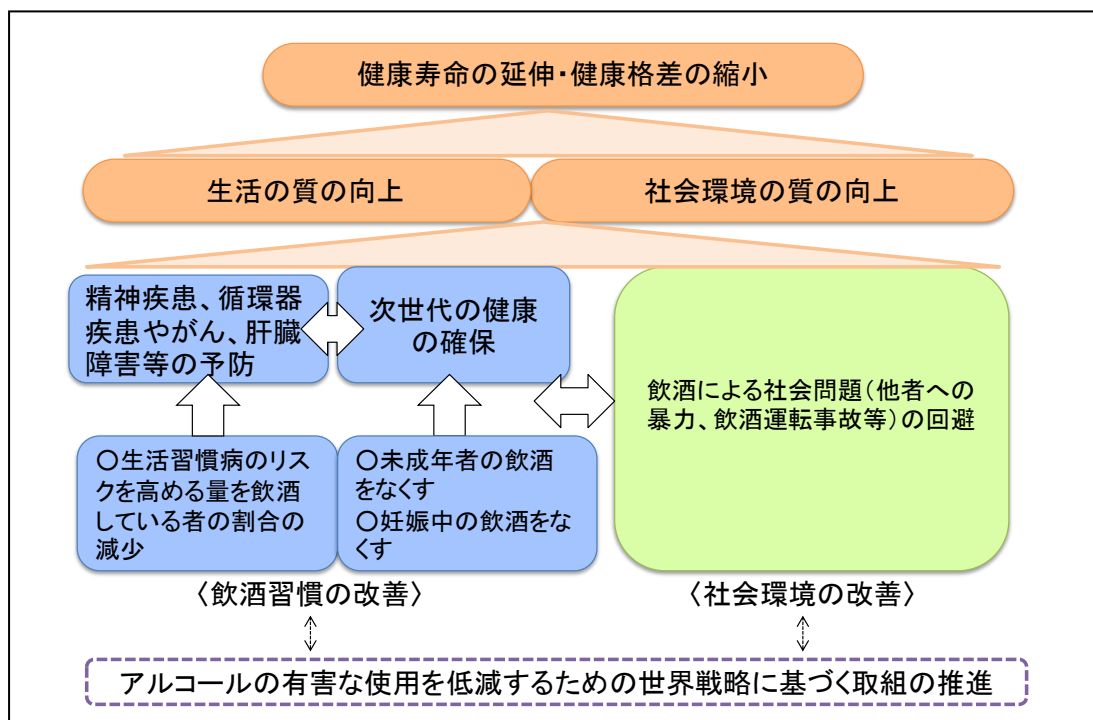 健康寿命の延伸・健康格差の縮小
生活の質の向上
社会環境の質の向上
精神疾患、循環器
疾患やがん、肝臓
障害等の予防
次世代の健康
の確保
飲酒による社会問題(他者への
暴力、飲酒運転事故等)の回避
○生活習慣病のリス
クを高める量を飲酒
している者の割合の
減少
○未成年者の飲酒
をなくす
○妊娠中の飲酒をな
くす
〈飲酒習慣の改善〉
〈社会環境の改善〉
アルコールの有害な使用を低減するための世界戦略に基づく取組の推進